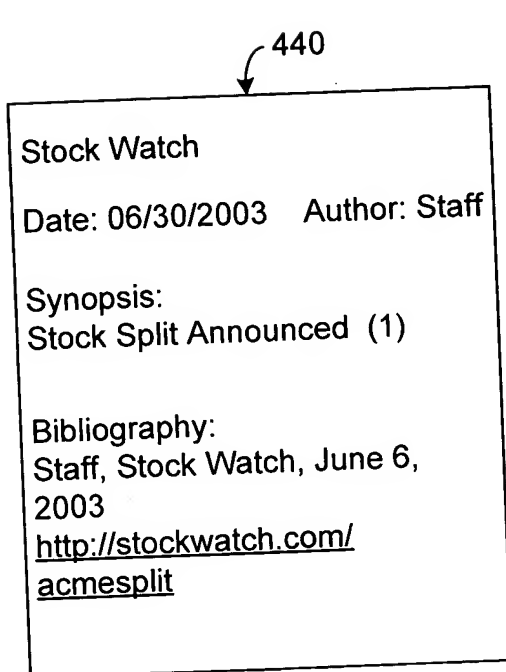 440
Stock Watch
Date: 06/30/2003 Author: Staff
Synopsis:
Stock Split Announced (1)
Bibliography:
Staff, Stock Watch, June 6,
2003
http://stockwatch.com/
acmesplit